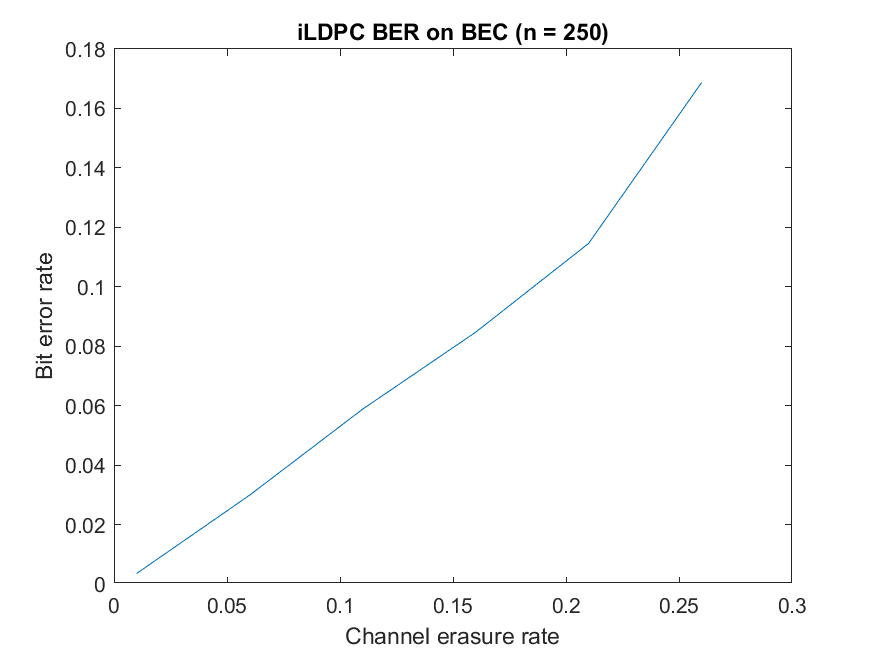 iLDPC BER on BEC (n = 250)
0.18
0.16
0.14
0.12
0.1
0.08
0.06
0.04
0.02
0
Bit error rate
0 0.05 0.1 0.15 0.2 0.25 0.3
Channel erasure rate